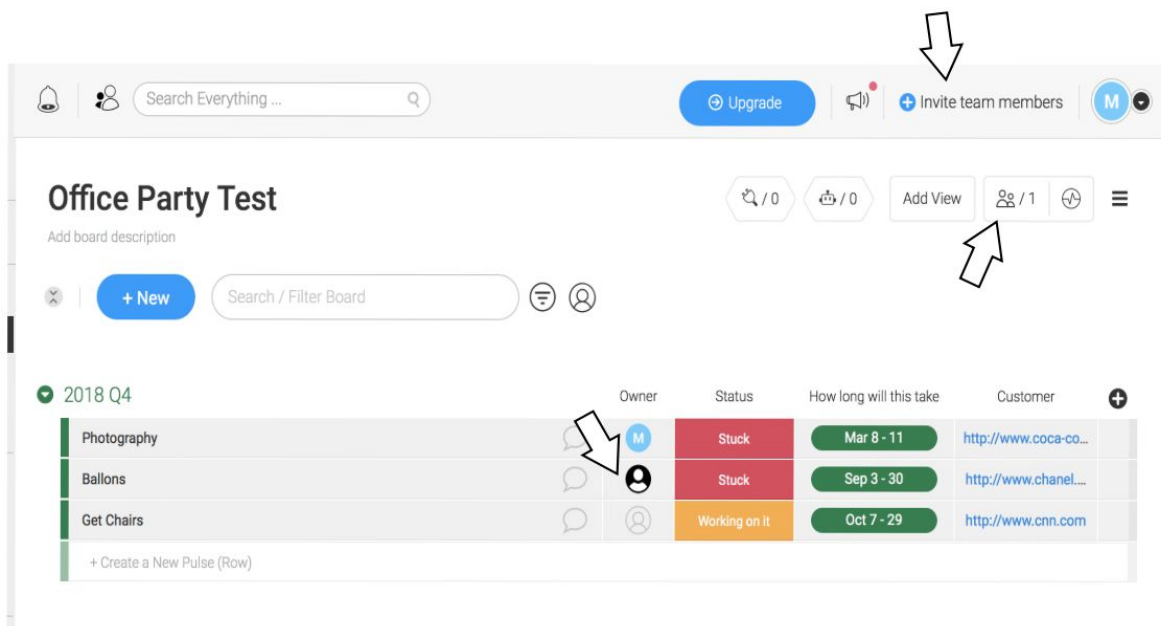 Search Everything ...
Upgrade
Invite team members
M
Office Party Test
/ 0
/ 0
Add View
/ 1
Add board description
+ New
Search / Filter Board
2018 Q4
Owner
Status
How long will this take
Customer
Photography
M
Stuck
Mar 8 - 11
http://www.coca-co...
Ballons
Stuck
Sep 3 - 30
http://www.chanel....
Get Chairs
Working on it
Oct 7 - 29
http://www.cnn.com
+ Create a New Pulse (Row)